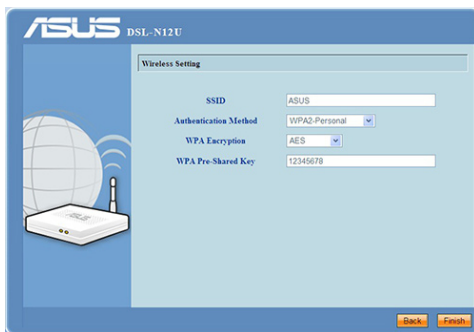 ASUS DSL-N12U
Wireless Setting
SSID ASUS
Authentication Method WPA2-Personal
WPA Encryption AES
WPA Pre-Shared Key 12345678
ASUS
Back Finish